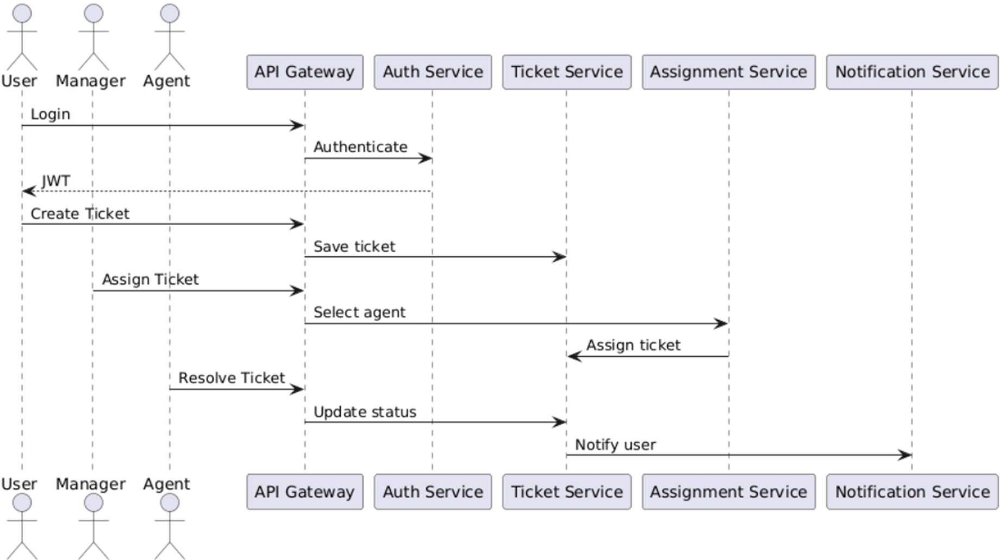 User Manager Agent
API Gateway Auth Service Ticket Service Assignment Service Notification Service
Login
Authenticate
JWT
Create Ticket
Save ticket
Assign Ticket
Select agent
Assign ticket
Resolve Ticket
Update status
Notify user
User Manager Agent
API Gateway Auth Service Ticket Service Assignment Service Notification Service